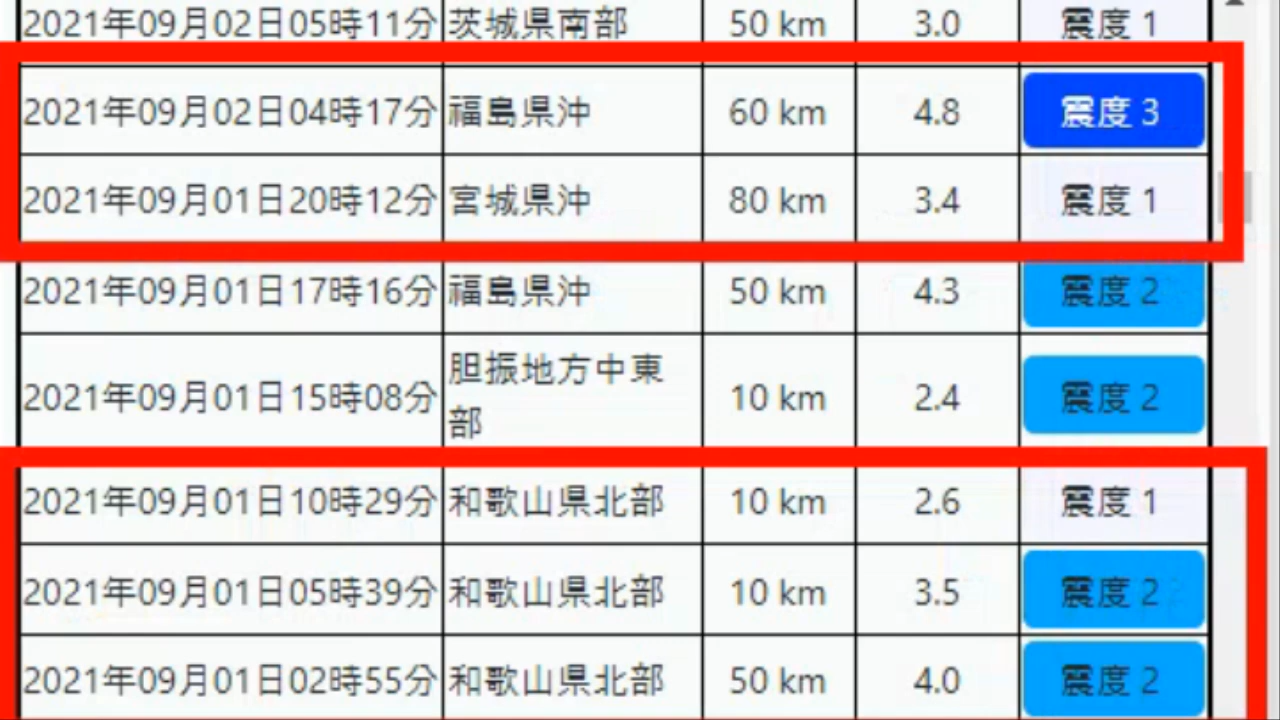 2021年09月02日05時11分 茨城県南部 50 km 3.0 震度 1
2021年09月02日04時17分 福島県沖 60 km 4.8 震度 3
2021年09月01日20時12分 宮城県沖 80 km 3.4 震度 1
2021年09月01日17時16分 福島県沖 50 km 4.3 震度 2
2021年09月01日15時08分 胆振地方中東部 10 km 2.4 震度 2
2021年09月01日10時29分 和歌山県北部 10 km 2.6 震度 1
2021年09月01日05時39分 和歌山県北部 10 km 3.5 震度 2
2021年09月01日02時55分 和歌山県北部 50 km 4.0 震度 2